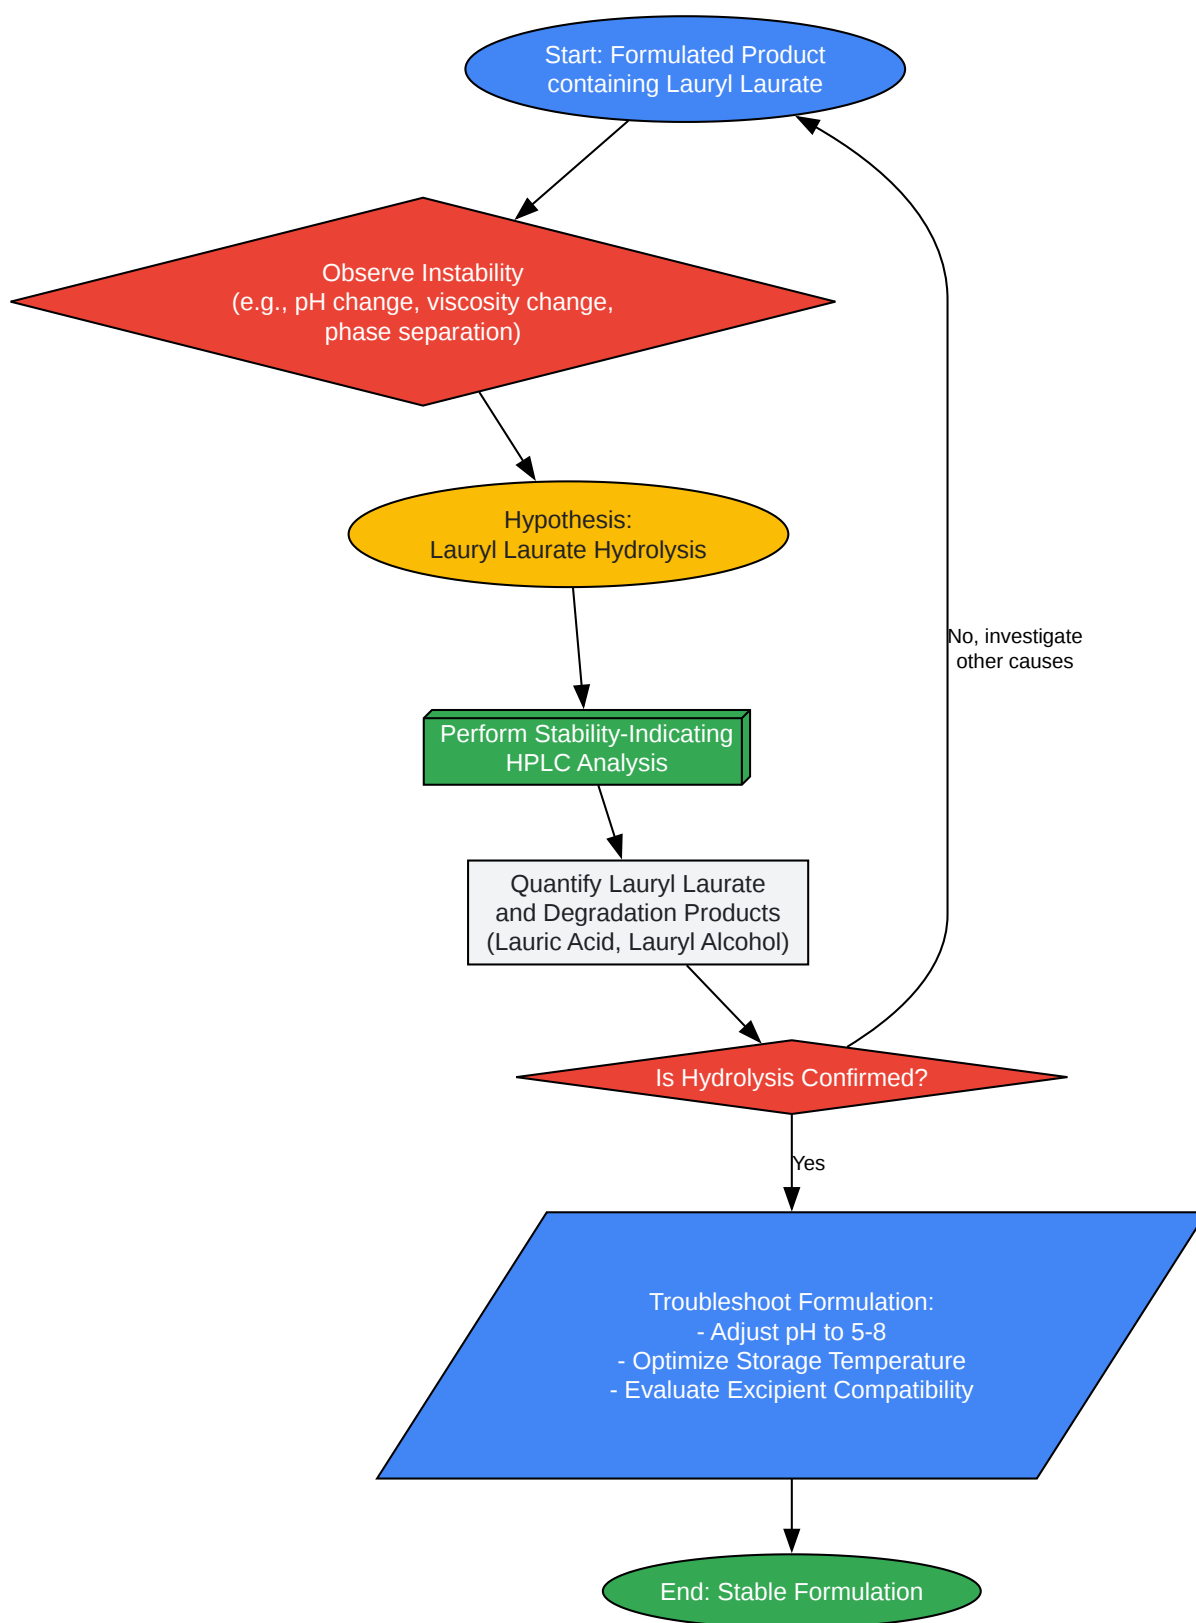 Start: Formulated Product
containing Lauryl Laurate
Observe Instability
(e.g., pH change, viscosity change,
phase separation)
Hypothesis:
Lauryl Laurate Hydrolysis
No, investigate
other causes
Perform Stability-Indicating
HPLC Analysis
Quantify Lauryl Laurate
and Degradation Products
(Lauric Acid, Lauryl Alcohol)
Is Hydrolysis Confirmed?
Yes
Troubleshoot Formulation:
- Adjust pH to 5-8
- Optimize Storage Temperature
- Evaluate Excipient Compatibility
End: Stable Formulation